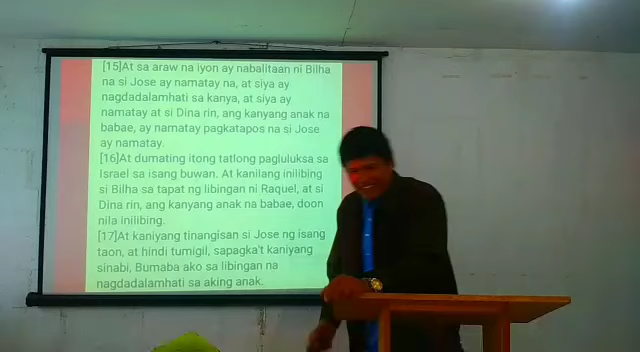 [15]At sa araw na iyon ay nabalitaan ni Bilha
na si Jose ay namatay na, at siya ay
nagdadalamhati sa kanya, at siya ay
namatay at si Dina rin, ang kanyang anak na
babae, ay namatay pagkatapos na si Jose
ay namatay.
[16]At dumating itong tatlong pagluluksa sa
Israel sa isang buwan. At kanilang inilibing
si Bilha sa tapat ng libingan ni Raquel, at si
Dina rin, ang kanyang anak na babae, doon
nila inilibing.
[17]At kaniyang tinangisan si Jose ng isang
taon, at hindi tumigil, sapagka't kaniyang
sinabi, Bumaba ako sa libingan na
nagdadalamhati sa aking anak.